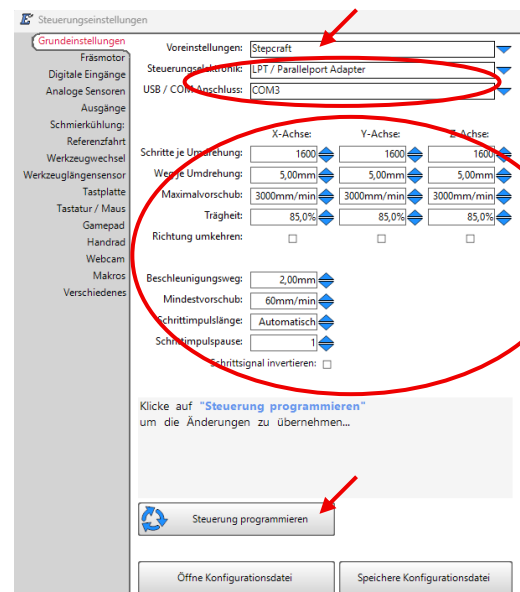 Steuerungseinstellungen
Grundeinstellungen
Fräsmotor
Digitale Eingänge
Analoge Sensoren
Ausgänge
Schmierkühlung:
Referenzfahrt
Werkzeugwechsel
Werkzeuglängensensor
Tastplatte
Tastatur / Maus
Gamepad
Handrad
Webcam
Makros
Verschiedenes
Voreinstellungen: Stepcraft
Steuerungselektronik: LPT / Parallelport Adapter
USB / COM Anschluss: COM3
X-Achse: Y-Achse: Z-Achse:
Schritte je Umdrehung: 1600 1600 1600
Weg je Umdrehung: 5,00mm 5,00mm 5,00mm
Maximalvorschub: 3000mm/min 3000mm/min 3000mm/min
Trägheit: 85,0% 85,0% 85,0%
Richtung umkehren:
Beschleunigungsweg: 2,00mm
Mindestvorschub: 60mm/min
Schrittimpulslänge: Automatisch
Schrittimpulspause: 1
Schrittsignal invertieren:
Klicke auf "Steuerung programmieren"
um die Änderungen zu übernehmen...
Steuerung programmieren
Öffne Konfigurationsdatei Speichere Konfigurationsdatei